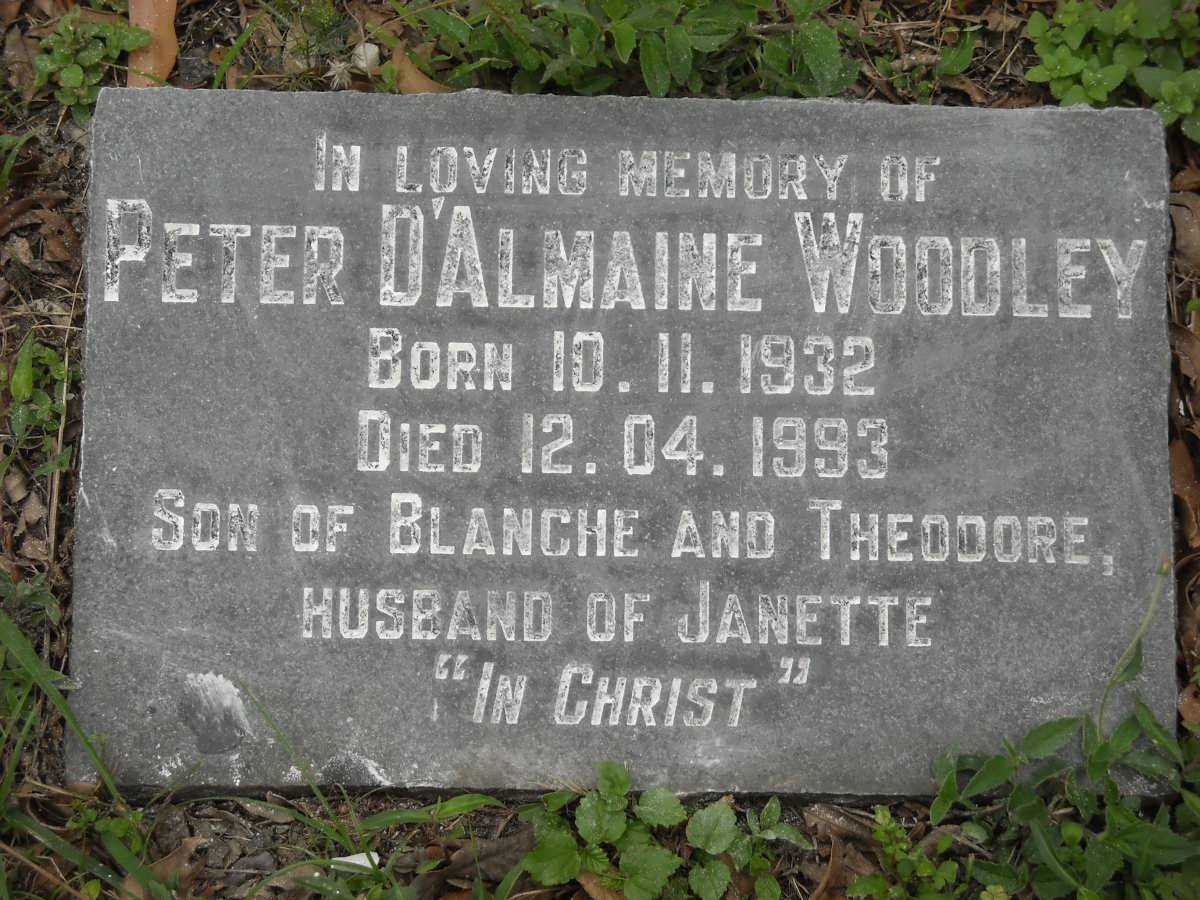 In loving memory of
Peter D'Almaine Woodley
Born 10. 11. 1932
Died 12. 04. 1993
Son of Blanche and Theodore,
husband of Janette
"In Christ"